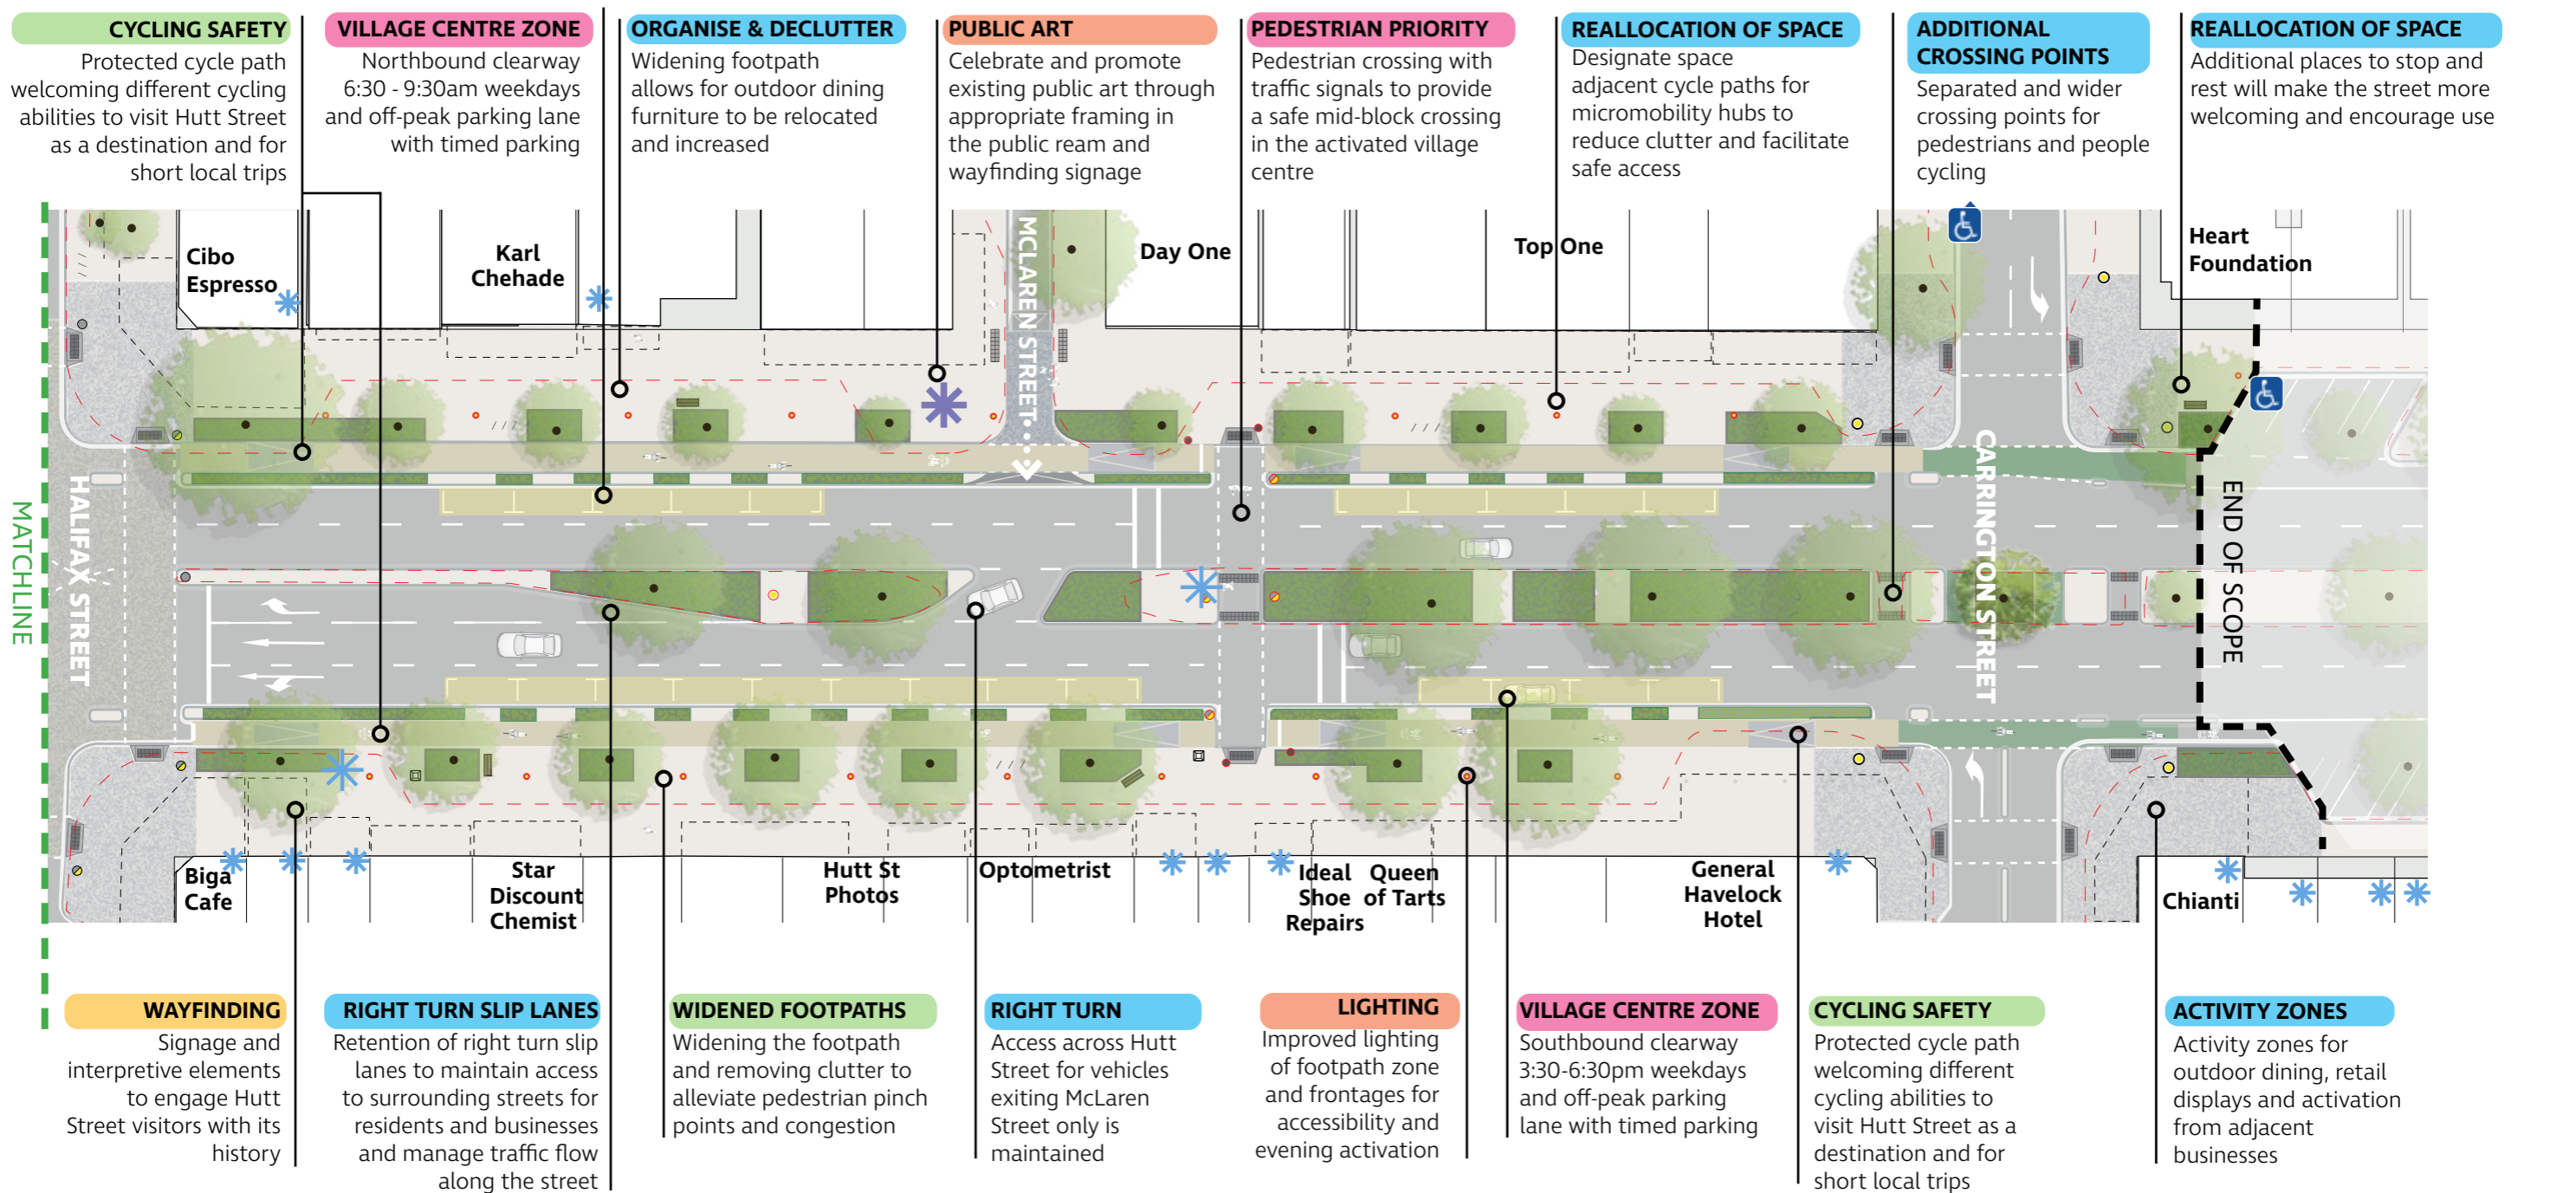 CYCLING SAFETY
Protected cycle path
welcoming different cycling
abilities to visit Hutt Street
as a destination and for
short local trips
VILLAGE CENTRE ZONE
Northbound clearway
6:30 - 9:30am weekdays
and off-peak parking lane
with timed parking
ORGANISE & DECLUTTER
Widening footpath
allows for outdoor dining
furniture to be relocated
and increased
PUBLIC ART
Celebrate and promote
existing public art through
appropriate framing in
the public ream and
wayfinding signage
PEDESTRIAN PRIORITY
Pedestrian crossing with
traffic signals to provide
a safe mid-block crossing
in the activated village
centre
REALLOCATION OF SPACE
Designate space
adjacent cycle paths for
micromobility hubs to
reduce clutter and facilitate
safe access
ADDITIONAL
CROSSING POINTS
Separated and wider
crossing points for
pedestrians and people
cycling
REALLOCATION OF SPACE
Additional places to stop and
rest will make the street more
welcoming and encourage use
Cibo
Espresso
Karl
Chehade
MCLAREN STREET
Day One
Top One
Heart
Foundation
MATCHLINE
HALIFAX STREET
CARRINGTON STREET
END OF SCOPE
Biga
Cafe
Star
Discount
Chemist
Hutt St
Photos
Optometrist
Ideal
Shoe
Repairs
Queen
of Tarts
General
Havelock
Hotel
Chianti
WAYFINDING
Signage and
interpretive elements
to engage Hutt
Street visitors with its
history
RIGHT TURN SLIP LANES
Retention of right turn slip
lanes to maintain access
to surrounding streets for
residents and businesses
and manage traffic flow
along the street
WIDENED FOOTPATHS
Widening the footpath
and removing clutter to
alleviate pedestrian pinch
points and congestion
RIGHT TURN
Access across Hutt
Street for vehicles
exiting McLaren
Street only is
maintained
LIGHTING
Improved lighting
of footpath zone
and frontages for
accessibility and
evening activation
VILLAGE CENTRE ZONE
Southbound clearway
3:30-6:30pm weekdays
and off-peak parking
lane with timed parking
CYCLING SAFETY
Protected cycle path
welcoming different
cycling abilities to
visit Hutt Street as a
destination and for
short local trips
ACTIVITY ZONES
Activity zones for
outdoor dining, retail
displays and activation
from adjacent
businesses